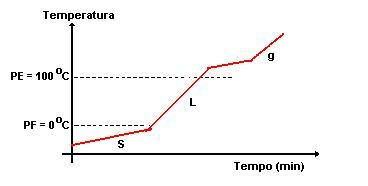 Temperatura
g
PE = 100 °C
L
PF = 0°C
S
Tempo (min)